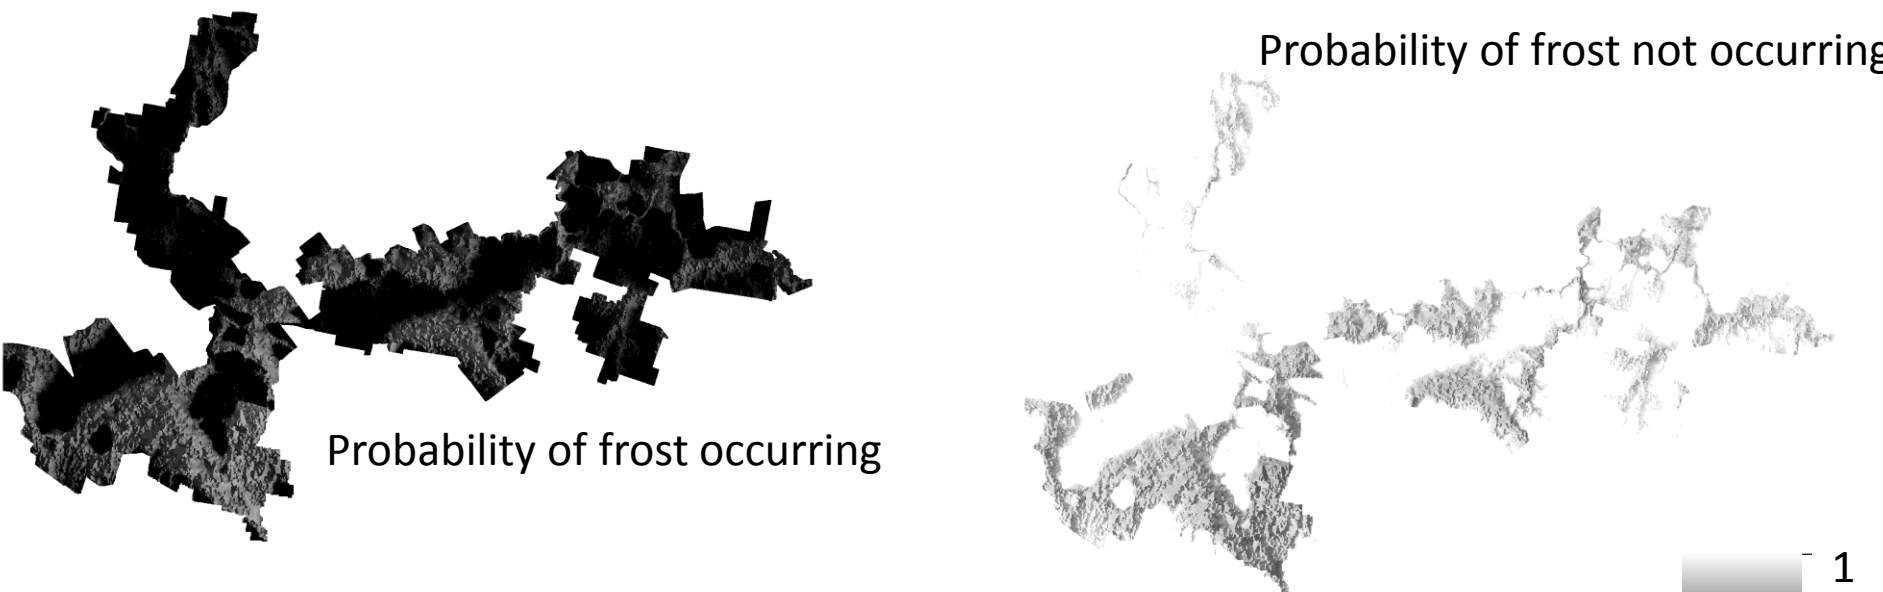 Probability of frost not occurring
Probability of frost occurring
1